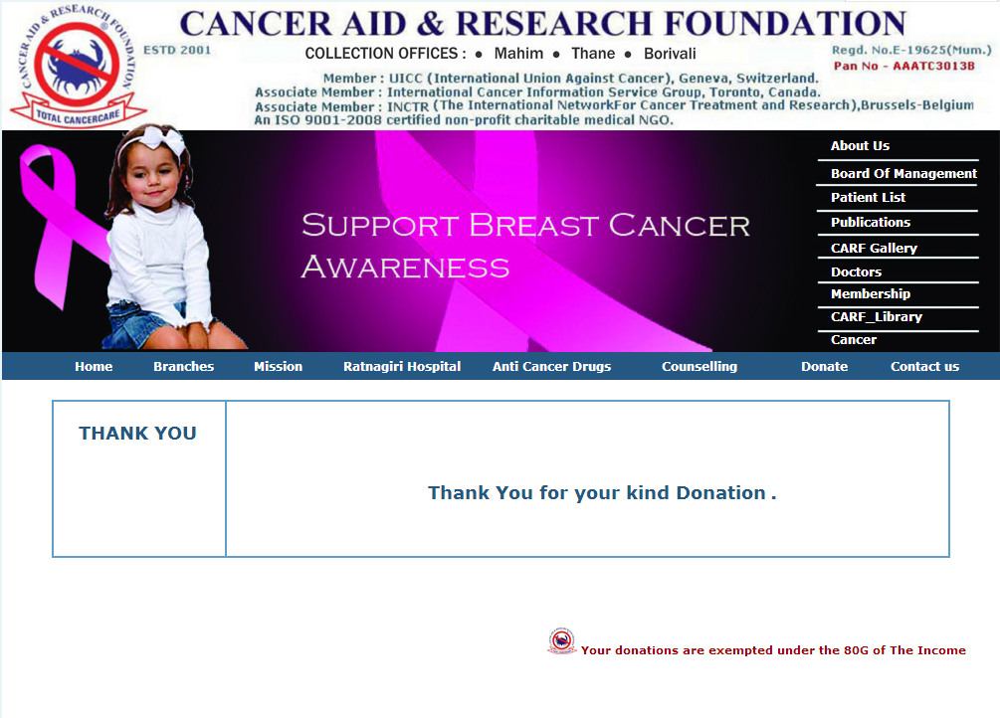 CANCER AID & RESEARCH FOUNDATION
CANCER AID & RESEARCH FOUNDATION
®
TOTAL CANCERCARE
ESTD 2001
COLLECTION OFFICES : ● Mahim ● Thane ● Borivali
Regd. No.E-19625(Mum.)
Pan No - AAATC3013B
Member : UICC (International Union Against Cancer), Geneva, Switzerland.
Associate Member : International Cancer Information Service Group, Toronto, Canada.
Associate Member : INCTR (The International NetworkFor Cancer Treatment and Research),Brussels-Belgium
An ISO 9001-2008 certified non-profit charitable medical NGO.
SUPPORT BREAST CANCER
AWARENESS
About Us
Board Of Management
Patient List
Publications
CARF Gallery
Doctors
Membership
CARF_Library
Cancer
Home Branches Mission Ratnagiri Hospital Anti Cancer Drugs Counselling Donate Contact us
THANK YOU
Thank You for your kind Donation .
Your donations are exempted under the 80G of The Income